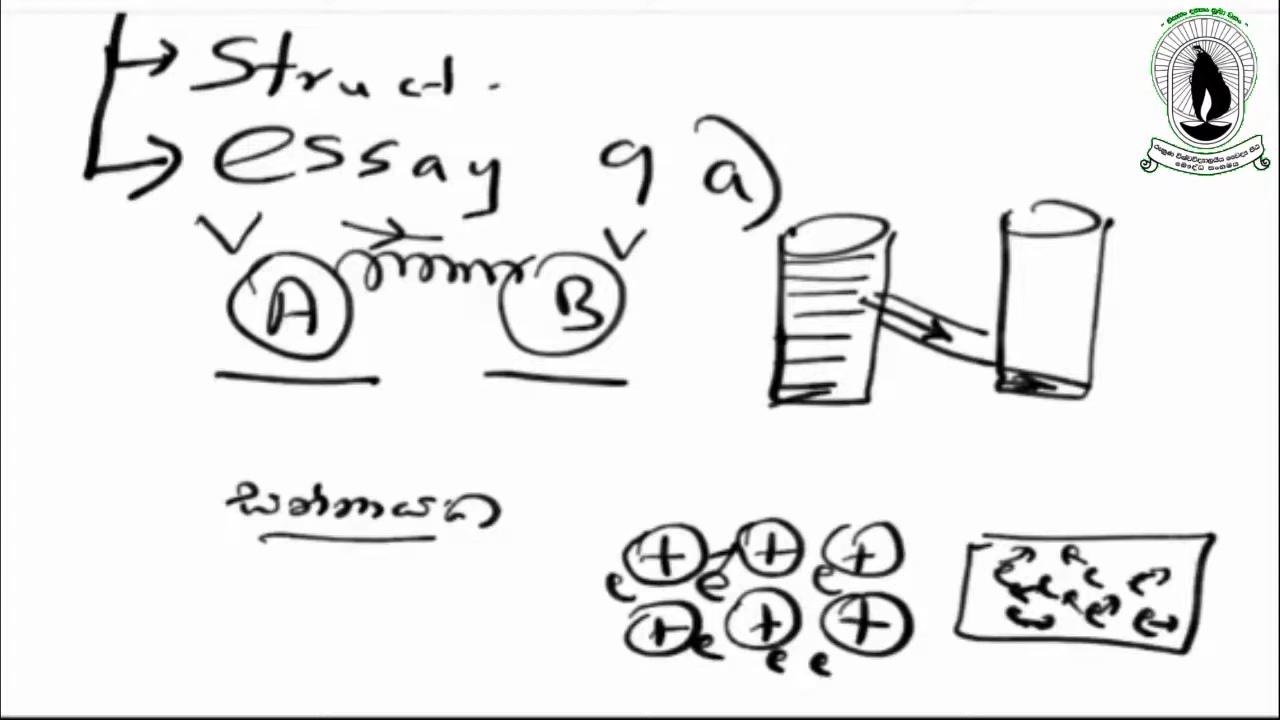 → Struct.
→ essay 9 a)
V V
A B
සන්නායක
+ + +
e e e
+ + +
e e e
e e e e e e e